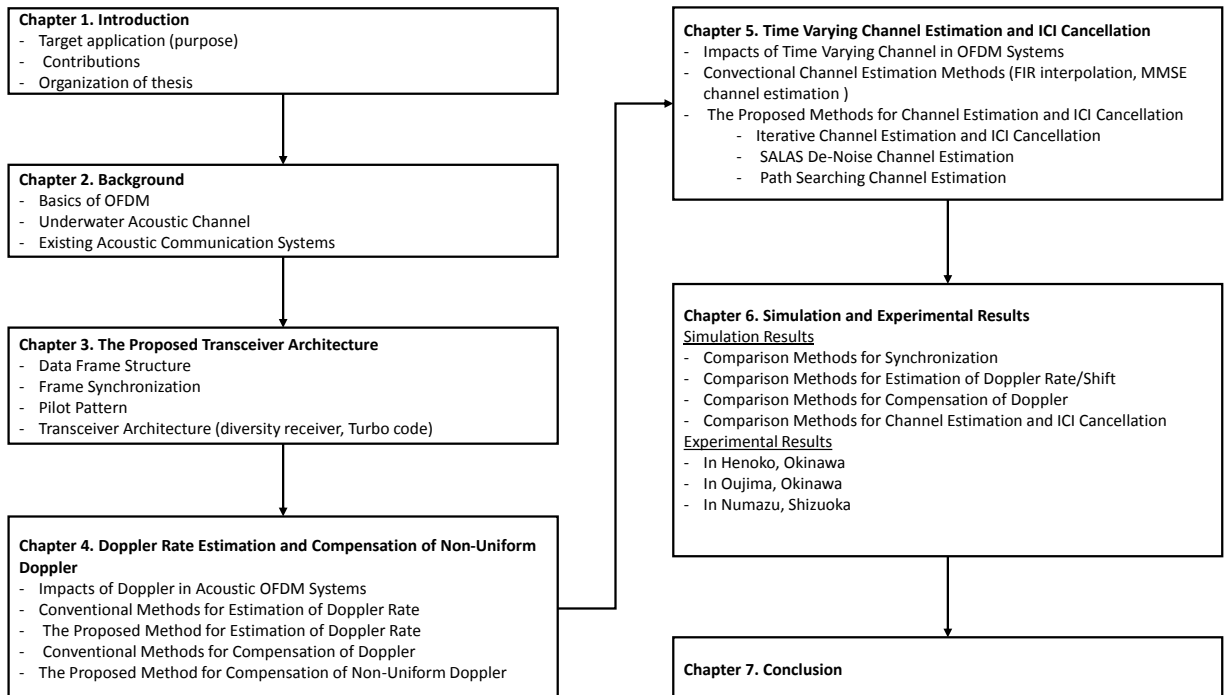 Chapter 1. Introduction
- Target application (purpose)
- Contributions
- Organization of thesis
Chapter 2. Background
- Basics of OFDM
- Underwater Acoustic Channel
- Existing Acoustic Communication Systems
Chapter 3. The Proposed Transceiver Architecture
- Data Frame Structure
- Frame Synchronization
- Pilot Pattern
- Transceiver Architecture (diversity receiver, Turbo code)
Chapter 4. Doppler Rate Estimation and Compensation of Non-Uniform
Doppler
- Impacts of Doppler in Acoustic OFDM Systems
- Conventional Methods for Estimation of Doppler Rate
- The Proposed Method for Estimation of Doppler Rate
- Conventional Methods for Compensation of Doppler
- The Proposed Method for Compensation of Non-Uniform Doppler
Chapter 5. Time Varying Channel Estimation and ICI Cancellation
- Impacts of Time Varying Channel in OFDM Systems
- Convectional Channel Estimation Methods (FIR interpolation, MMSE
channel estimation )
- The Proposed Methods for Channel Estimation and ICI Cancellation
- Iterative Channel Estimation and ICI Cancellation
- SALAS De-Noise Channel Estimation
- Path Searching Channel Estimation
Chapter 6. Simulation and Experimental Results
Simulation Results
- Comparison Methods for Synchronization
- Comparison Methods for Estimation of Doppler Rate/Shift
- Comparison Methods for Compensation of Doppler
- Comparison Methods for Channel Estimation and ICI Cancellation
Experimental Results
- In Henoko, Okinawa
- In Oujima, Okinawa
- In Numazu, Shizuoka
Chapter 7. Conclusion